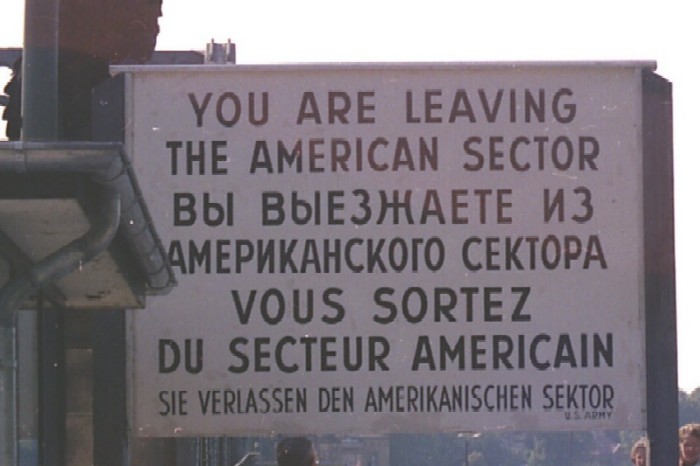 YOU ARE LEAVING
THE AMERICAN SECTOR
ВЫ ВЫЕЗЖАЕТЕ ИЗ
АМЕРИКАНСКОГО СЕКТОРА
VOUS SORTEZ
DU SECTEUR AMERICAIN
SIE VERLASSEN DEN AMERIKANISCHEN SEKTOR
U.S. ARMY